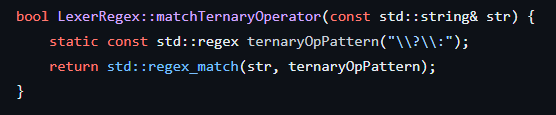 bool LexerRegex::matchTernaryOperator(const std::string& str) {
    static const std::regex ternaryOpPattern("\\?\\:");
    return std::regex_match(str, ternaryOpPattern);
}